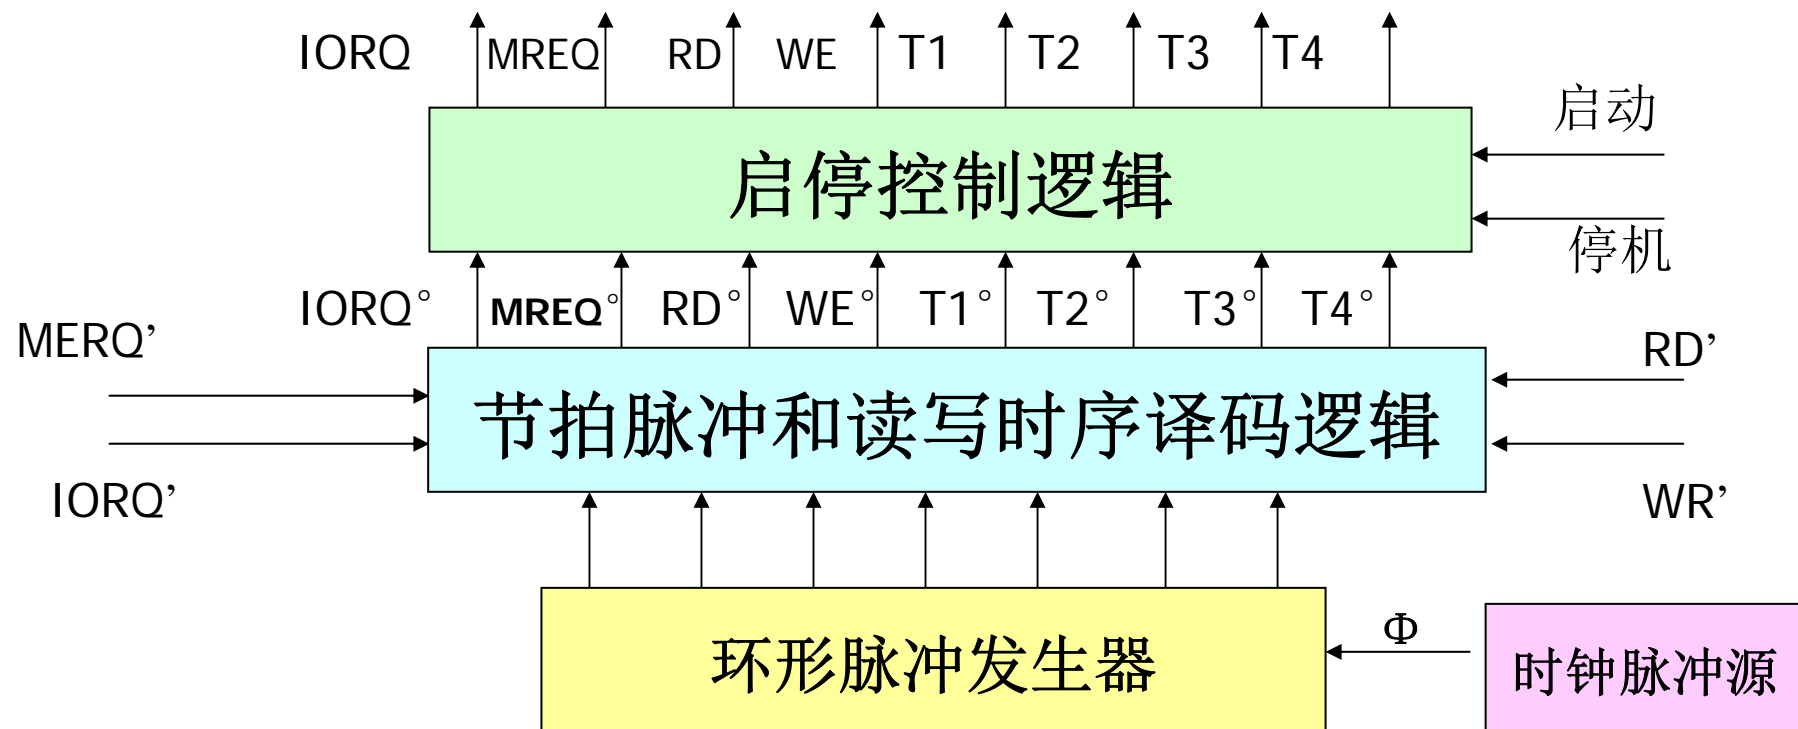 IORQ MREQ RD WE T1 T2 T3 T4
启动
启停控制逻辑
停机
IORQ° MREQ° RD° WE° T1° T2° T3° T4°
MERQ’
RD’
节拍脉冲和读写时序译码逻辑
IORQ’
WR’
Φ
环形脉冲发生器
时钟脉冲源